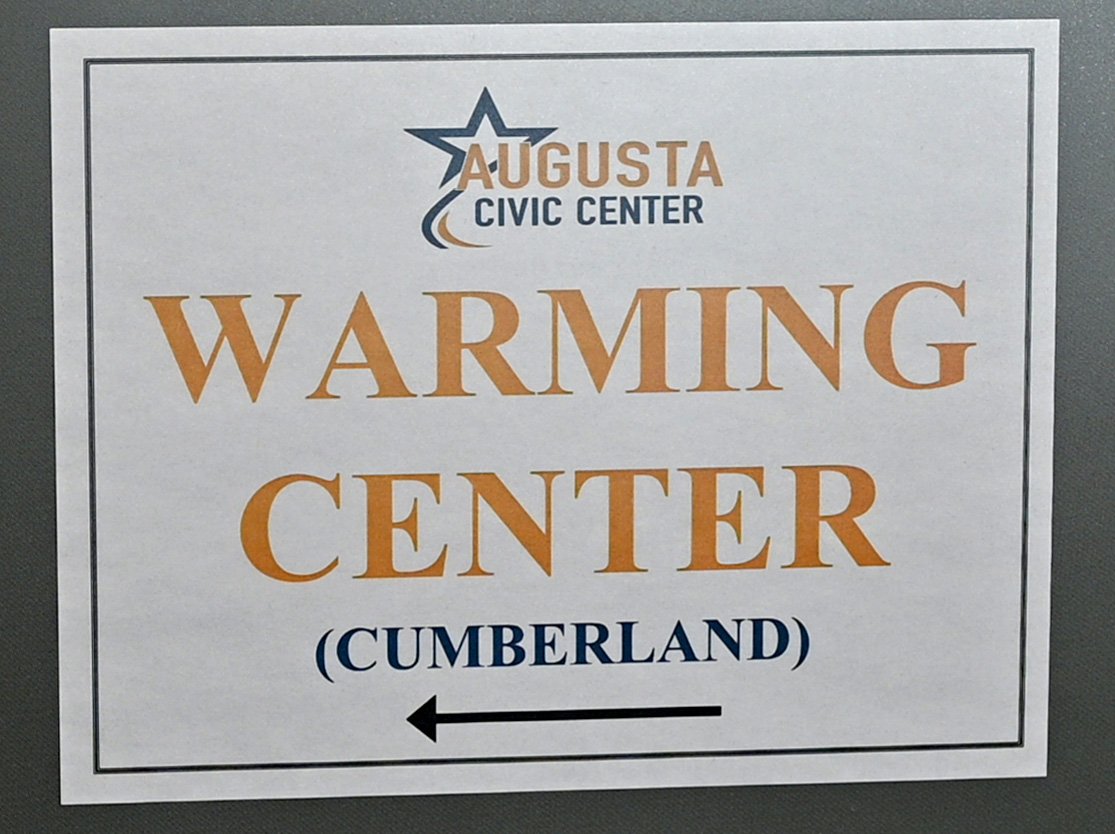 AUGUSTA
CIVIC CENTER
WARMING
CENTER
(CUMBERLAND)